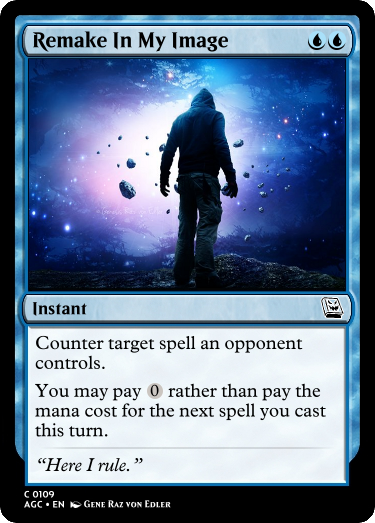 Remake In My Image
Instant
Counter target spell an opponent
controls.
You may pay 0 rather than pay the
mana cost for the next spell you cast
this turn.
“Here I rule.”
C 0109
AGC • EN Gene Raz von Edler